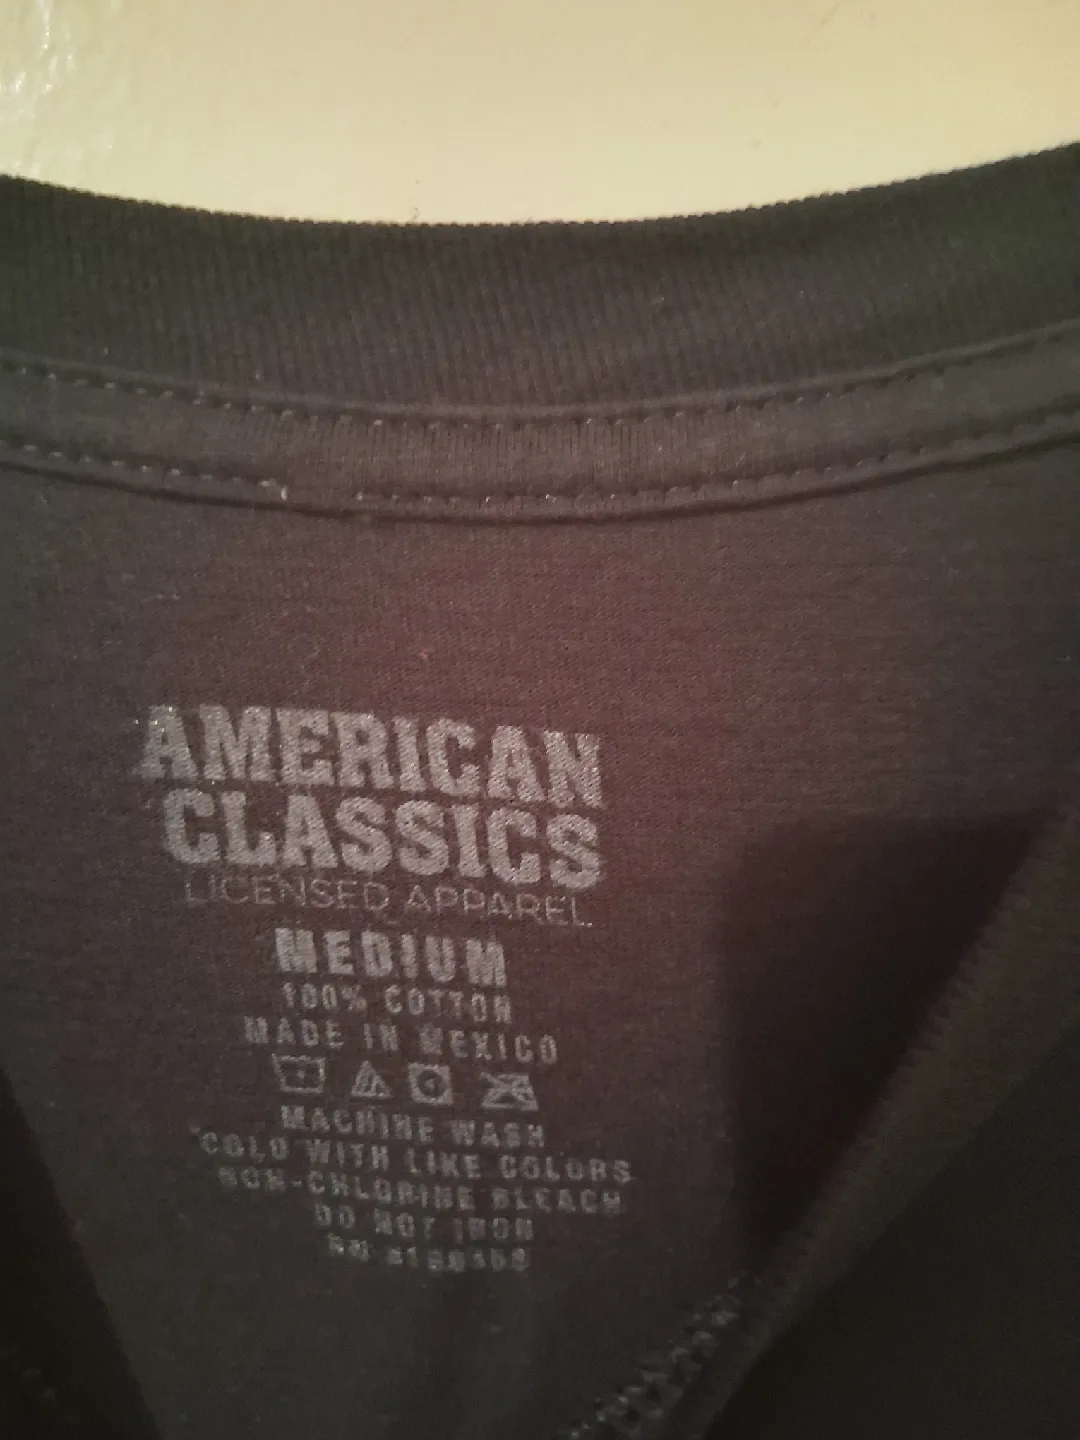 AMERICAN
CLASSICS
LICENSED APPAREL
MEDIUM
100% COTTON
MADE IN MEXICO
MACHINE WASH
COLD WITH LIKE COLORS
NON-CHLORINE BLEACH
DO NOT IRON
RN